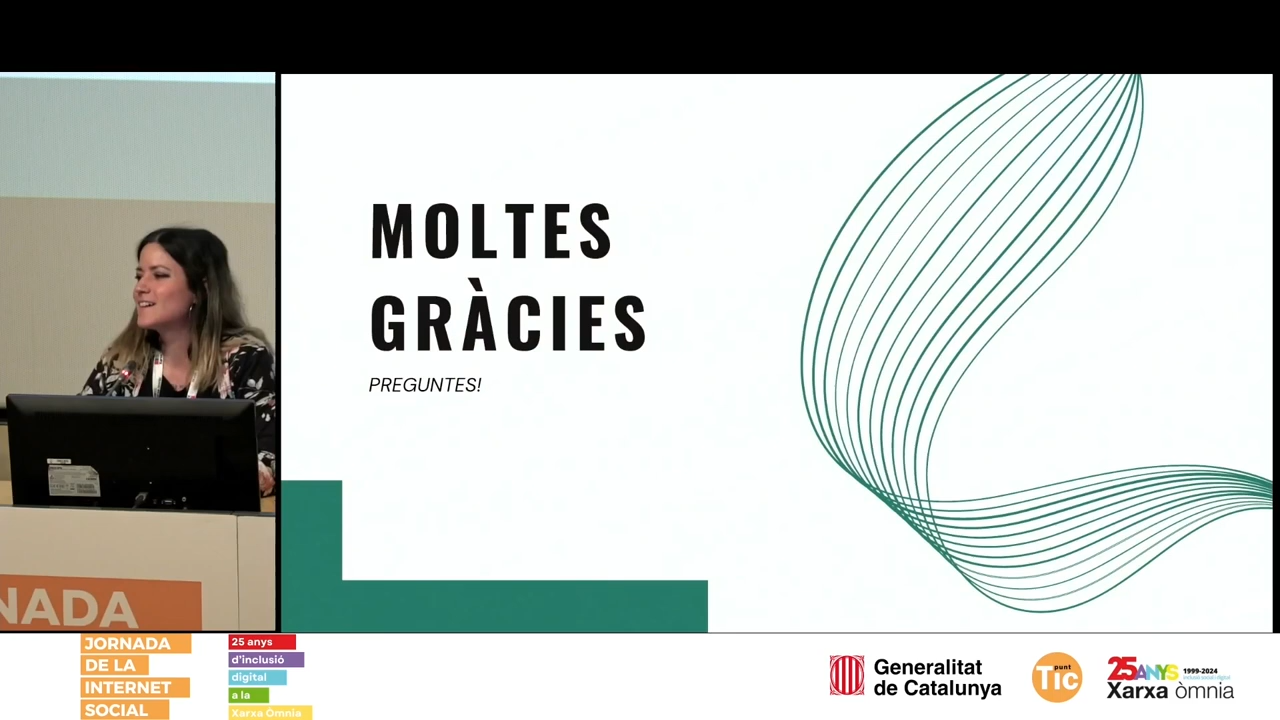 MOLTES
GRÀCIES
PREGUNTES!
NADA
JORNADA
DE LA
INTERNET
SOCIAL
25 anys
d'inclusió
digital
a la
Xarxa Òmnia
Generalitat
de Catalunya
punt
Tic
25ANYS 1999-2024
Xarxa òmnia